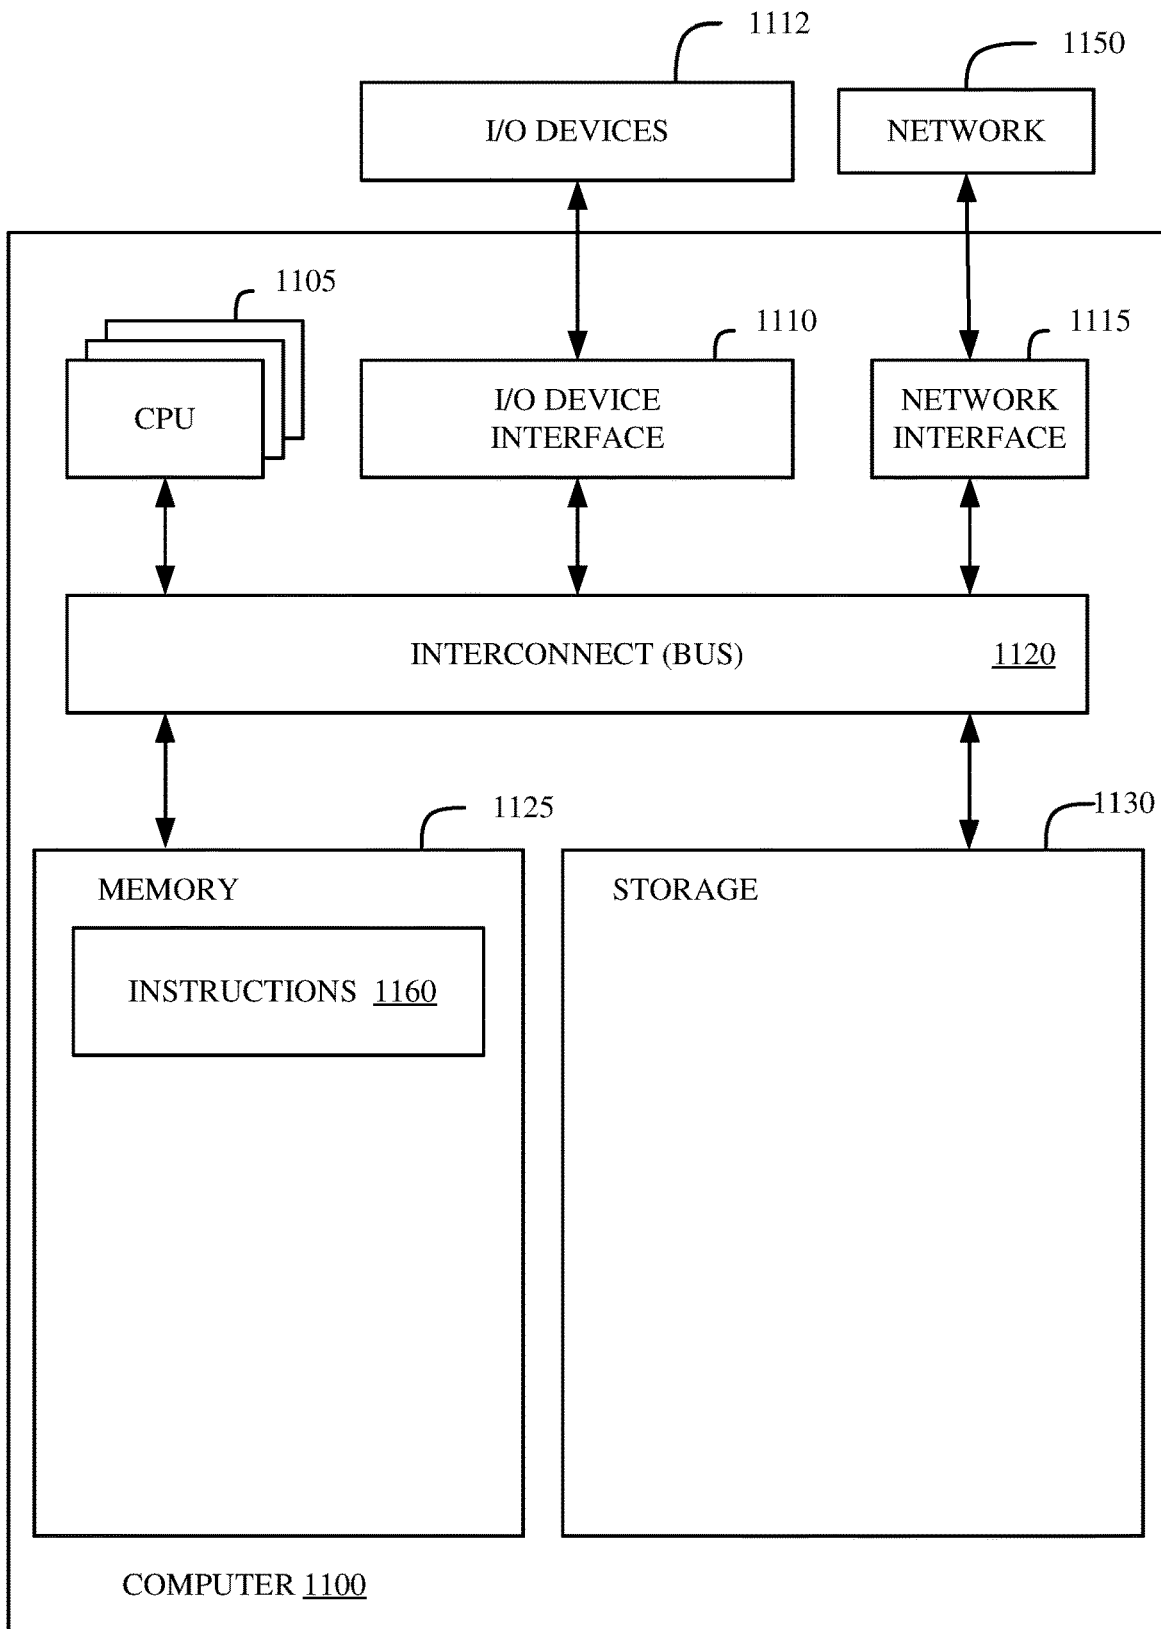 1112
1150
I/O DEVICES
NETWORK
1105
1110
1115
CPU
I/O DEVICE
INTERFACE
NETWORK
INTERFACE
INTERCONNECT (BUS) 1120
1125
1130
MEMORY
STORAGE
INSTRUCTIONS 1160
COMPUTER 1100